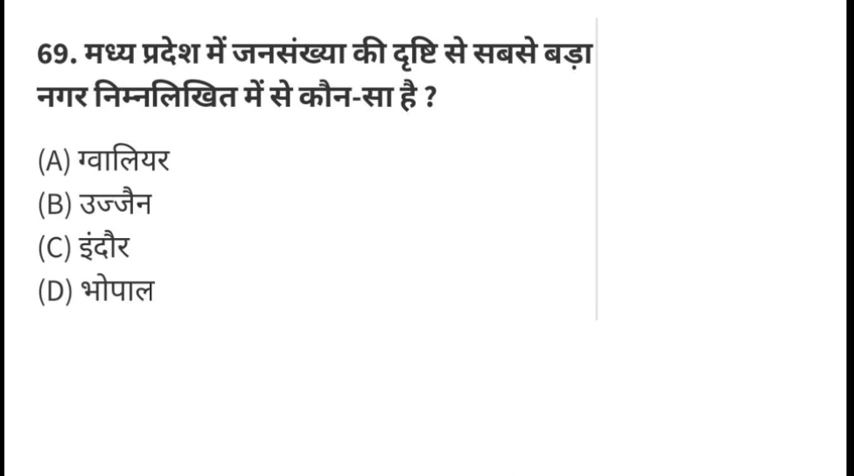 69. मध्य प्रदेश में जनसंख्या की दृष्टि से सबसे बड़ा
नगर निम्नलिखित में से कौन-सा है ?
(A) ग्वालियर
(B) उज्जैन
(C) इंदौर
(D) भोपाल